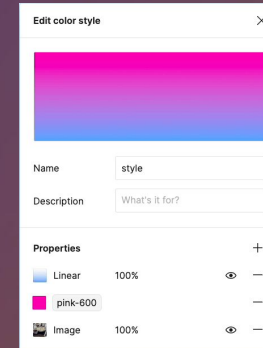 Edit color style
Name style
Description What's it for?
Properties
Linear 100%
pink-600
Image 100%